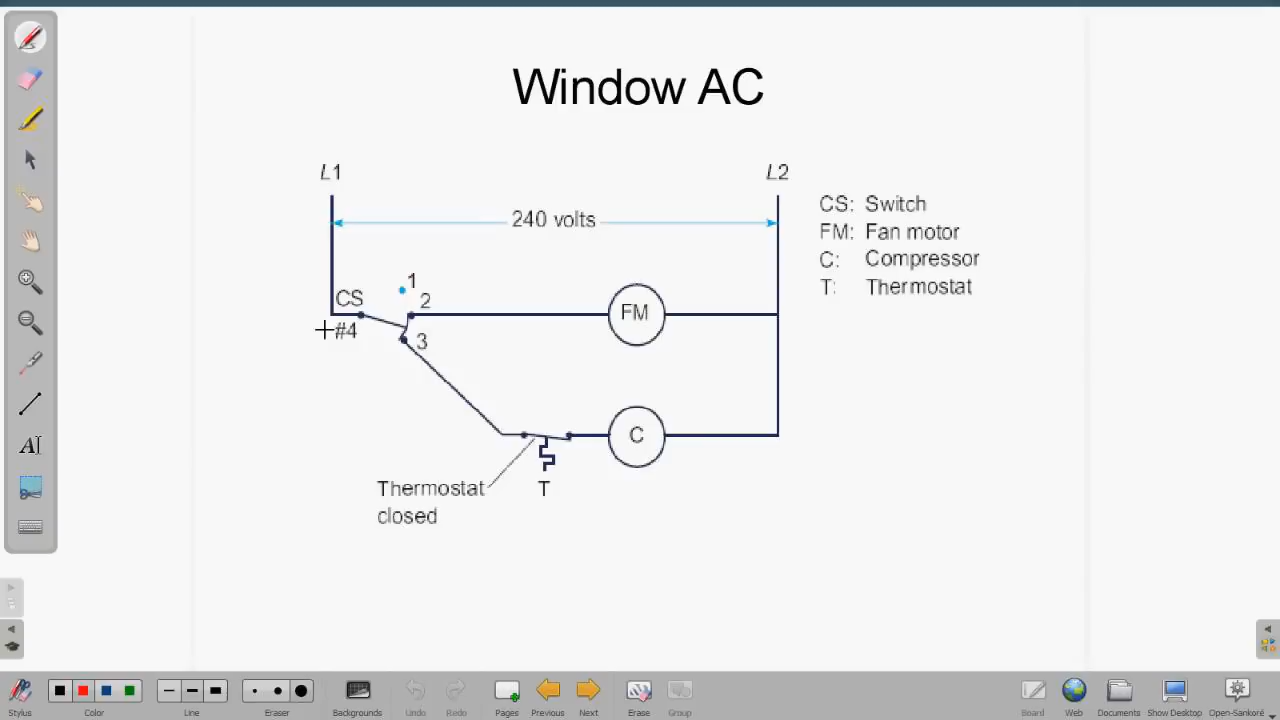 Window AC
L1
L2
240 volts
CS: Switch
FM: Fan motor
C: Compressor
T: Thermostat
1
CS
2
#4
3
FM
C
Thermostat
closed
T
A
Stylus
Color
Line
Eraser
Backgrounds
Undo
Redo
Pages
Previous
Next
Erase
Group
Board
Web
Documents
Show Desktop
Open-Sankoré